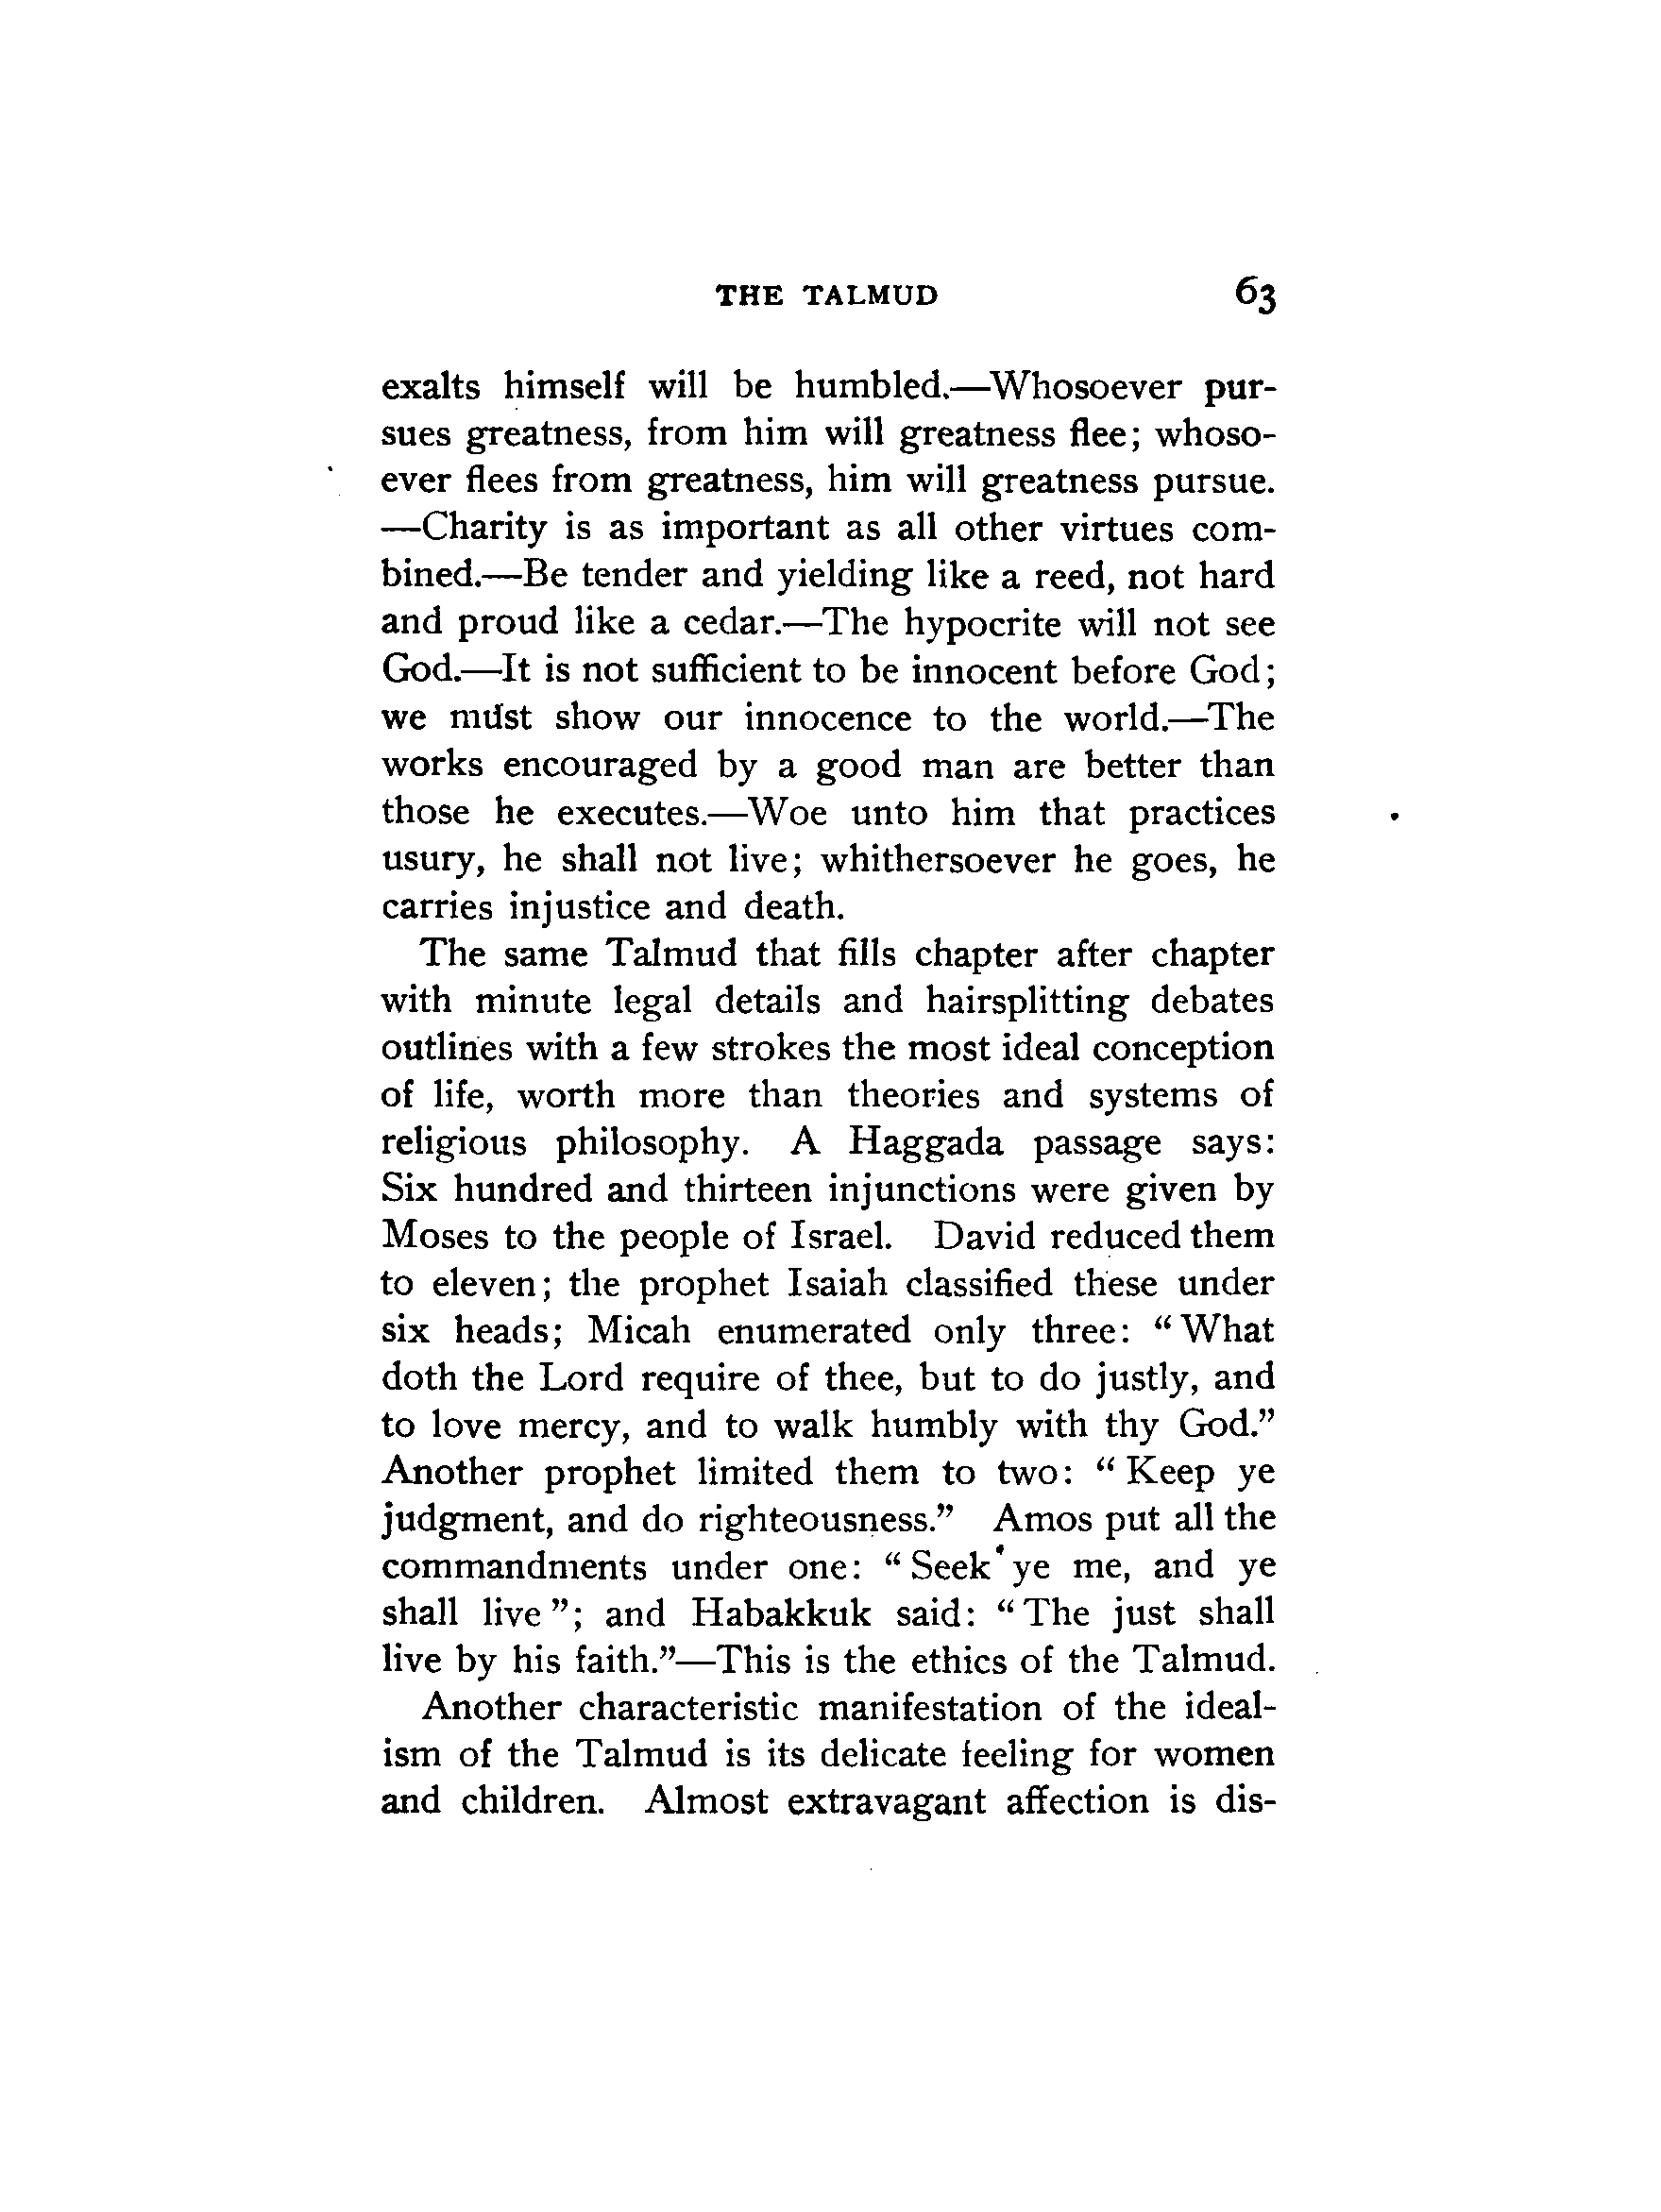 THE TALMUD 63
exalts himself will be humbled.—Whosoever pur-
sues greatness, from him will greatness flee; whoso-
ever flees from greatness, him will greatness pursue.
—Charity is as important as all other virtues com-
bined.—Be tender and yielding like a reed, not hard
and proud like a cedar.—The hypocrite will not see
God.—It is not sufficient to be innocent before God;
we must show our innocence to the world.—The
works encouraged by a good man are better than
those he executes.—Woe unto him that practices
usury, he shall not live; whithersoever he goes, he
carries injustice and death.
The same Talmud that fills chapter after chapter
with minute legal details and hairsplitting debates
outlines with a few strokes the most ideal conception
of life, worth more than theories and systems of
religious philosophy. A Haggada passage says:
Six hundred and thirteen injunctions were given by
Moses to the people of Israel. David reduced them
to eleven; the prophet Isaiah classified these under
six heads; Micah enumerated only three: “What
doth the Lord require of thee, but to do justly, and
to love mercy, and to walk humbly with thy God.”
Another prophet limited them to two: “Keep ye
judgment, and do righteousness.” Amos put all the
commandments under one: “Seek ye me, and ye
shall live”; and Habakkuk said: “The just shall
live by his faith.”—This is the ethics of the Talmud.
Another characteristic manifestation of the ideal-
ism of the Talmud is its delicate feeling for women
and children. Almost extravagant affection is dis-